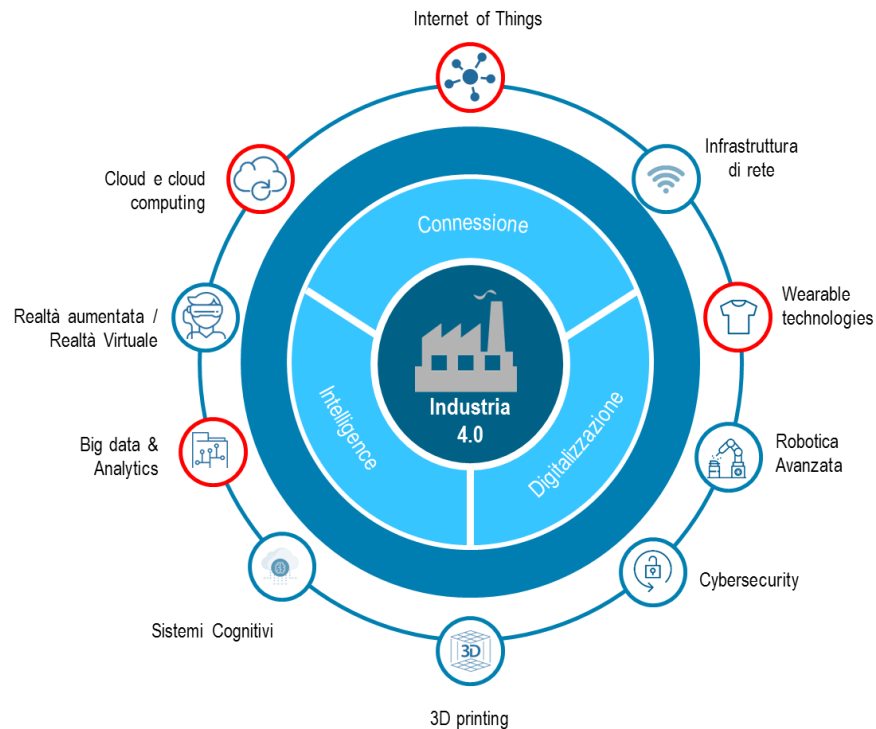 Internet of Things
Infrastruttura
di rete
Cloud e cloud
computing
Connessione
Wearable
technologies
Realtà aumentata /
Realtà Virtuale
Industria
4.0
Intelligence
Digitalizzazione
Big data &
Analytics
Robotica
Avanzata
Cybersecurity
Sistemi Cognitivi
3D
3D printing